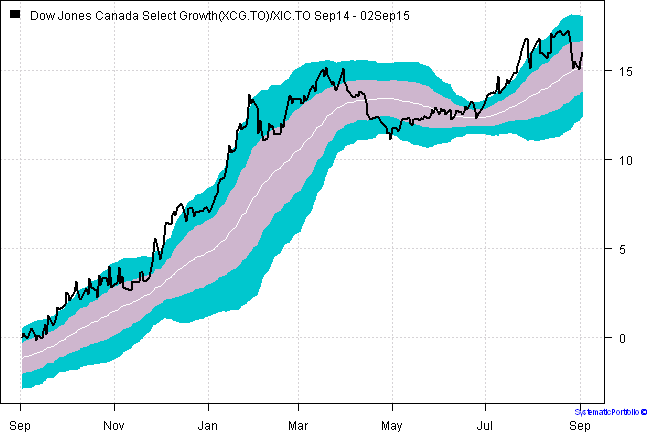 Dow Jones Canada Select Growth(XCG.TO)/XIC.TO Sep14 - 02Sep15
15
10
5
0
Sep Nov Jan Mar May Jul Sep
SystematicPortfolio ©